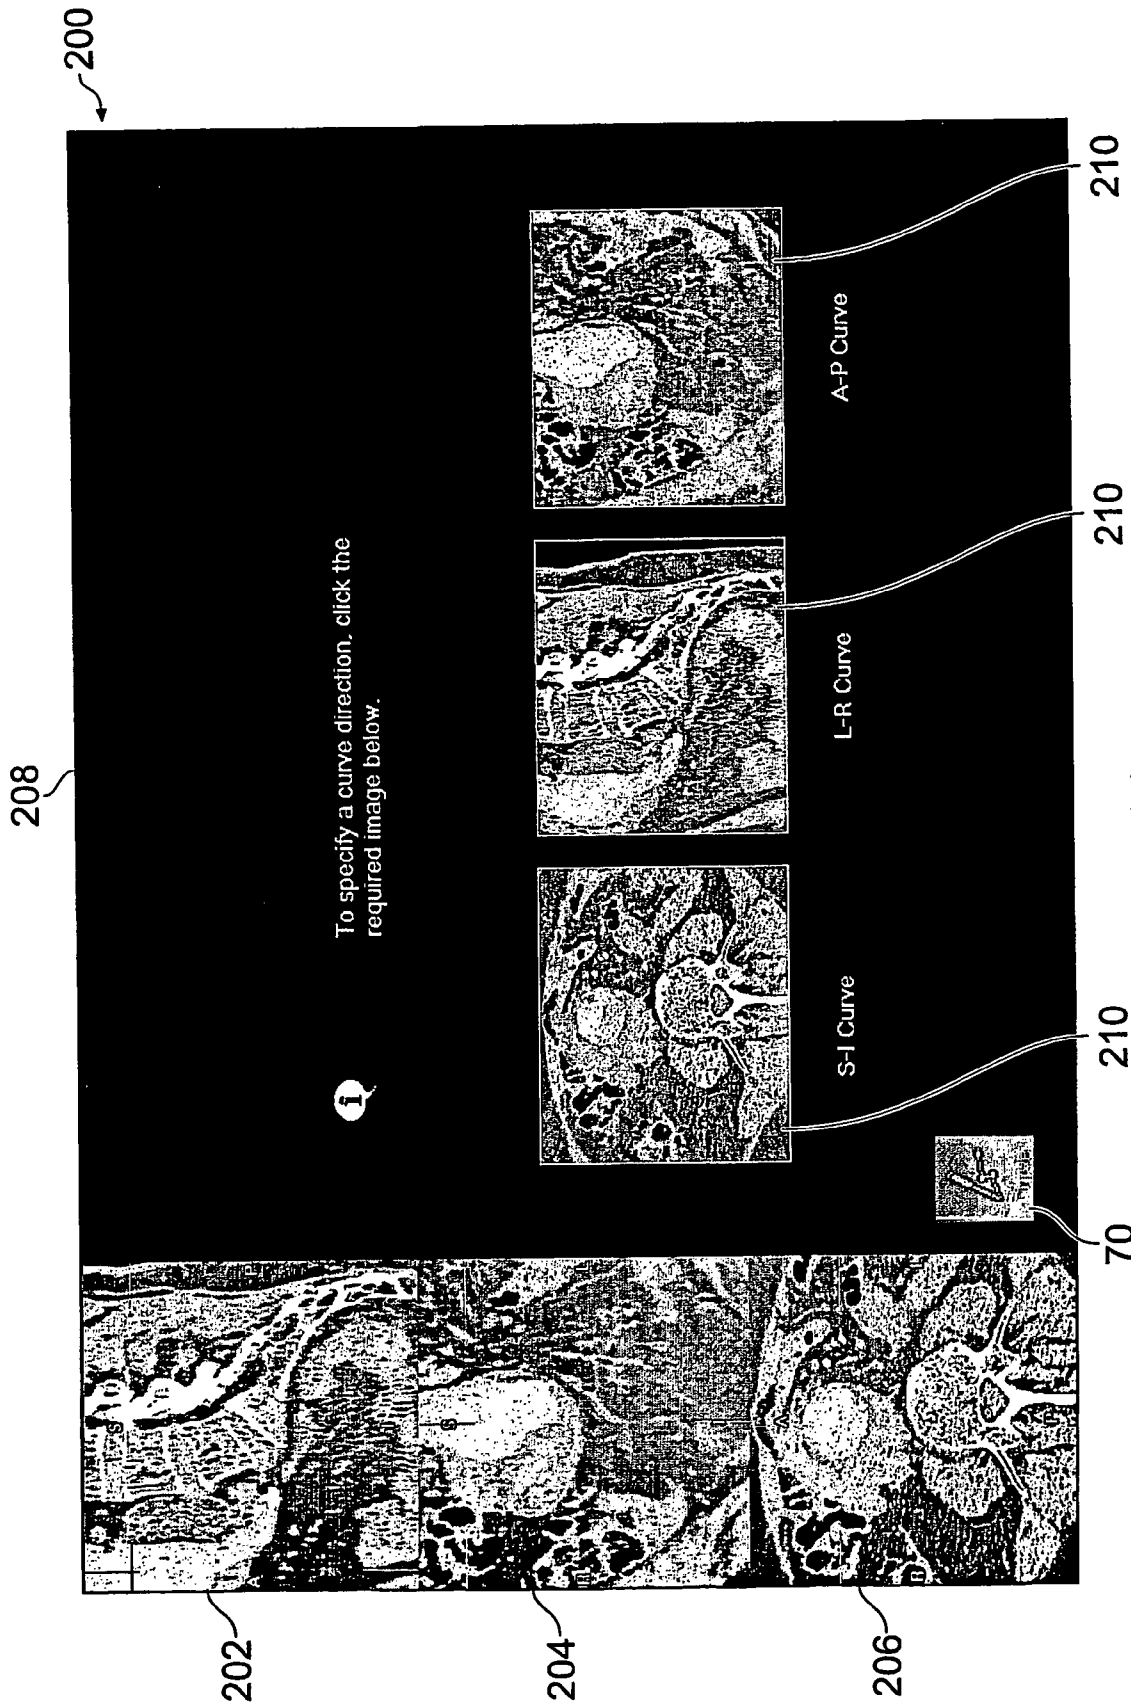 200
208
To specify a curve direction, click the
required image below.
i
202
204
206
S-I Curve
L-R Curve
A-P Curve
70
210
210
210